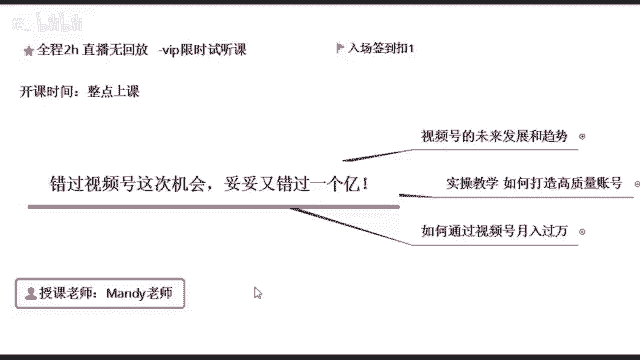 全程2h 直播无回放 -vip限时试听课
入场签到扣1
开课时间：整点上课
视频号的未来发展和趋势
错过视频号这次机会，妥妥又错过一个亿！
实操教学 如何打造高质量账号
如何通过视频号月入过万
授课老师：Mandy老师